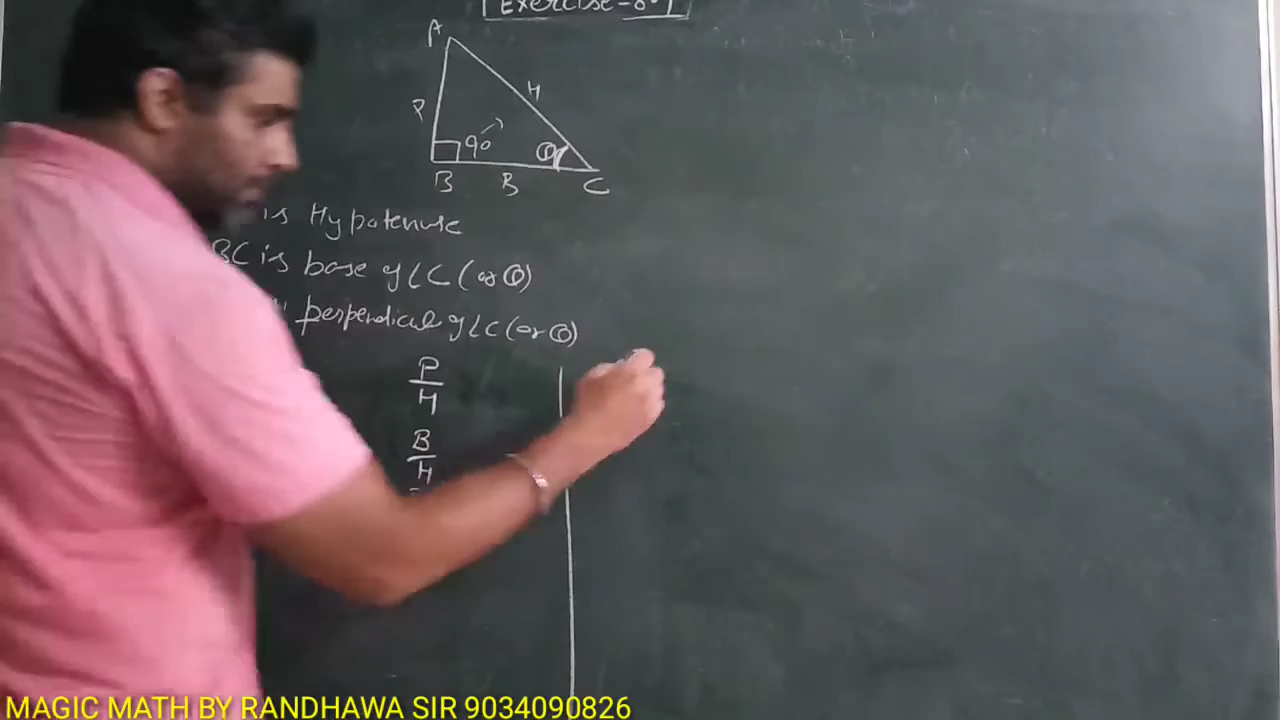 Exercise-8.1
A
H
P
90°
θ
B
B
C
is Hypotenuse
BC is base of ∠C (or θ)
perpendicular of ∠C (or θ)
P
H
B
H
MAGIC MATH BY RANDHAWA SIR 9034090826